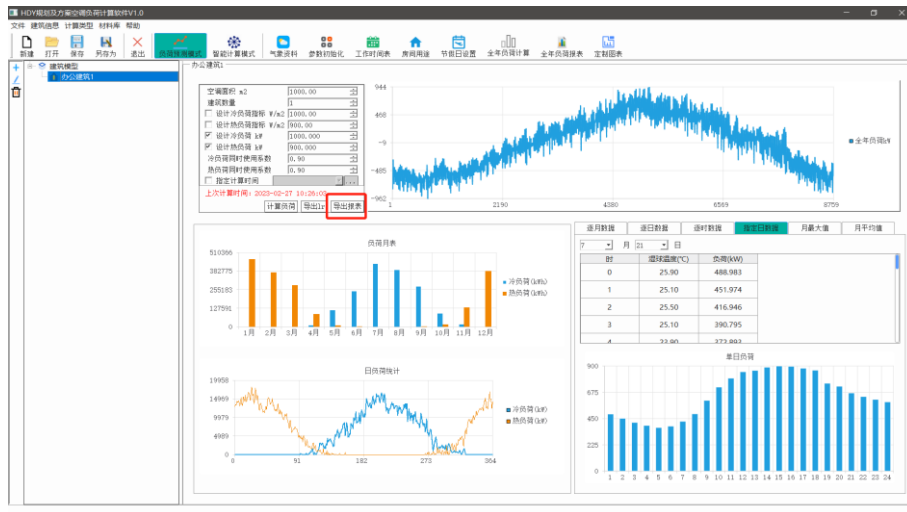 HDY规划及方案空调负荷计算软件V1.0
文件 建筑信息 计算类型 材料库 帮助
新建 打开 保存 另存为 退出 负荷预测模式 智能计算模式 气象资料 参数初始化 工作时间表 房间用途 节假日设置 全年负荷计算 全年负荷报表 定制图表
建筑模型
办公建筑1
办公建筑1
空调面积 m2 1000.00
建筑数量 1
设计冷负荷指标 W/m2 1000.00
设计热负荷指标 W/m2 900.00
设计冷负荷 kW 1000.000
设计热负荷 kW 900.000
冷负荷同时使用系数 0.90
热负荷同时使用系数 0.90
指定计算时间 ...
上次计算时间: 2023-02-27 10:26:05
计算负荷 导出lr 导出报表
944
468
-9
-485
-962
1 2190 4380 6569 8759
全年负荷kW
负荷月表
510366
382775
255183
127591
0
1月 2月 3月 4月 5月 6月 7月 8月 9月 10月 11月 12月
冷负荷(kWh)
热负荷(kWh)
日负荷统计
19958
14969
9979
4989
0
0 91 182 273 364
冷负荷(kW)
热负荷(kW)
逐月数据 逐日数据 逐时数据 指定日数据 月最大值 月平均值
7 月 21 日
时 湿球温度(℃) 负荷(kW)
0 25.90 488.983
1 25.10 451.974
2 25.50 416.946
3 25.10 390.795
4 23.90 373.893
单日负荷
900
675
450
225
0
1 2 3 4 5 6 7 8 9 10 11 12 13 14 15 16 17 18 19 20 21 22 23 24